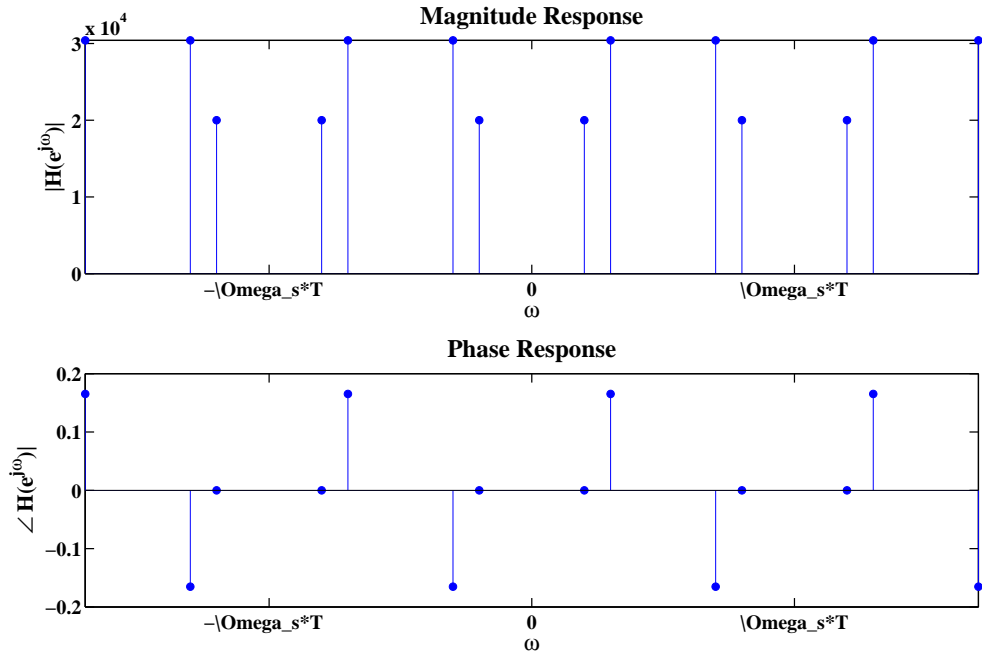 Magnitude Response
x 10^4
3
2
1
0
|H(e^{jω})|
−\Omega_s*T
0
\Omega_s*T
ω
Phase Response
0.2
0.1
0
−0.1
−0.2
∠ H(e^{jω})|
−\Omega_s*T
0
\Omega_s*T
ω